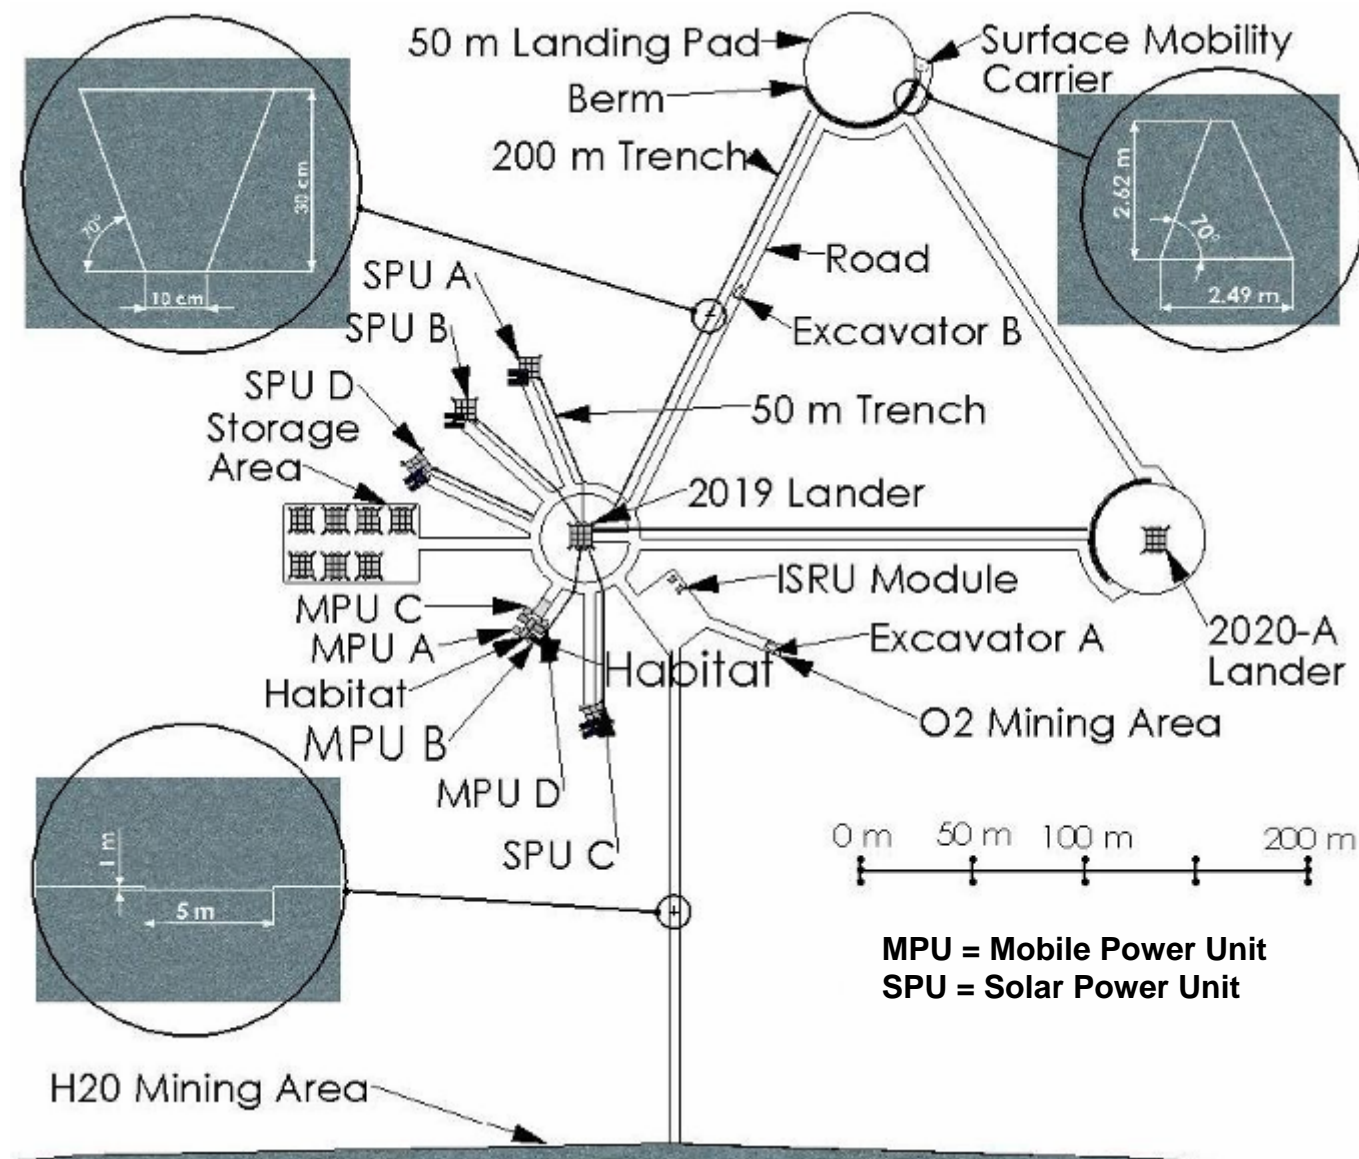 50 m Landing Pad
Surface Mobility
Carrier
Berm
200 m Trench
70°
30 cm
10 cm
2.62 m
70°
2.49 m
Road
SPU A
Excavator B
SPU B
SPU D
50 m Trench
Storage
Area
2019 Lander
ISRU Module
MPU C
MPU A
Excavator A
2020-A
Lander
Habitat
Habitat
O2 Mining Area
MPU B
MPU D
SPU C
0 m 50 m 100 m 200 m
1 m
5 m
MPU = Mobile Power Unit
SPU = Solar Power Unit
H20 Mining Area